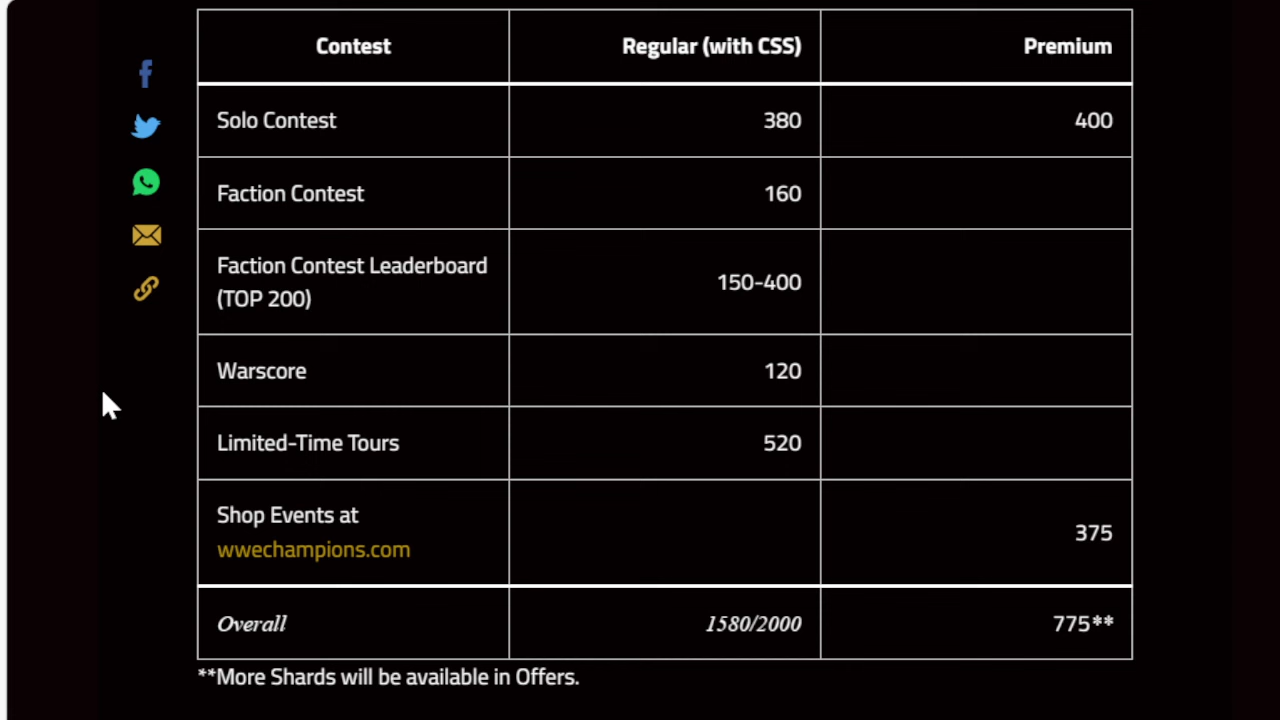 Contest Regular (with CSS) Premium
Solo Contest 380 400
Faction Contest 160
Faction Contest Leaderboard
(TOP 200) 150-400
Warscore 120
Limited-Time Tours 520
Shop Events at
wwechampions.com 375
Overall 1580/2000 775**
**More Shards will be available in Offers.